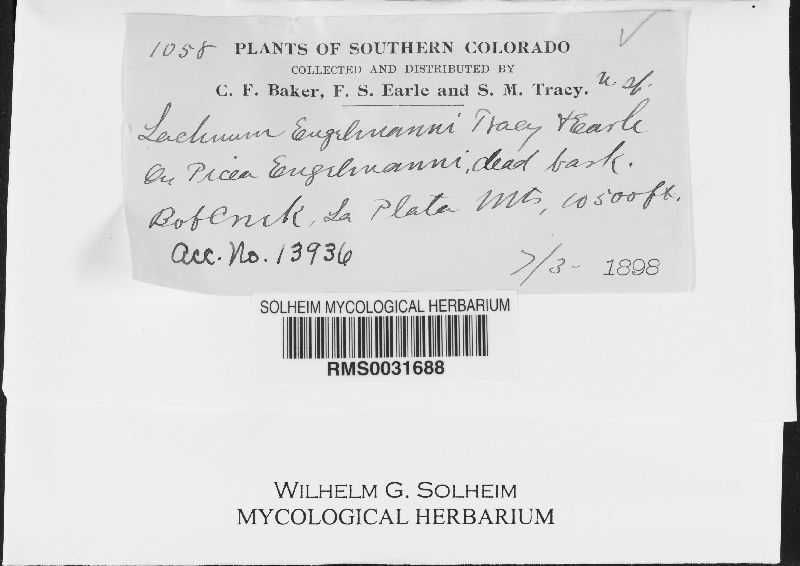 1058 PLANTS OF SOUTHERN COLORADO
COLLECTED AND DISTRIBUTED BY
C. F. Baker, F. S. Earle and S. M. Tracy. n. sp.
Lachnum Engelmanni Tracy & Earle
On Picea Engelmanni, dead bark.
Bob Creek, La Plata Mts, 10500 ft.
Acc. No. 13936
7/3- 1898
SOLHEIM MYCOLOGICAL HERBARIUM
RMS0031688
WILHELM G. SOLHEIM
MYCOLOGICAL HERBARIUM